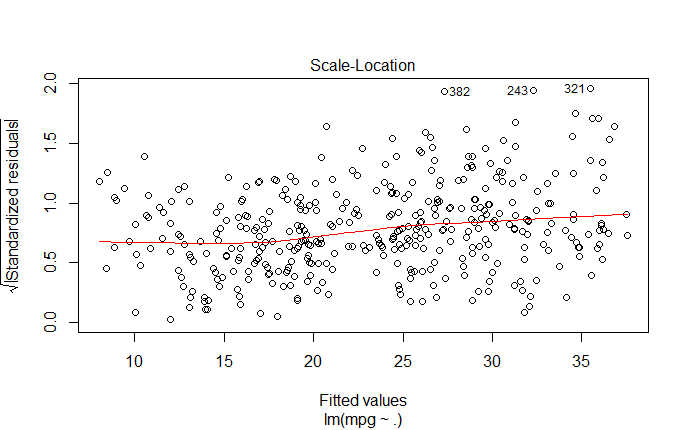 Scale-Location
√|Standardized residuals|
2.0
1.5
1.0
0.5
0.0
382
243
321
10 15 20 25 30 35
Fitted values
lm(mpg ~ .)